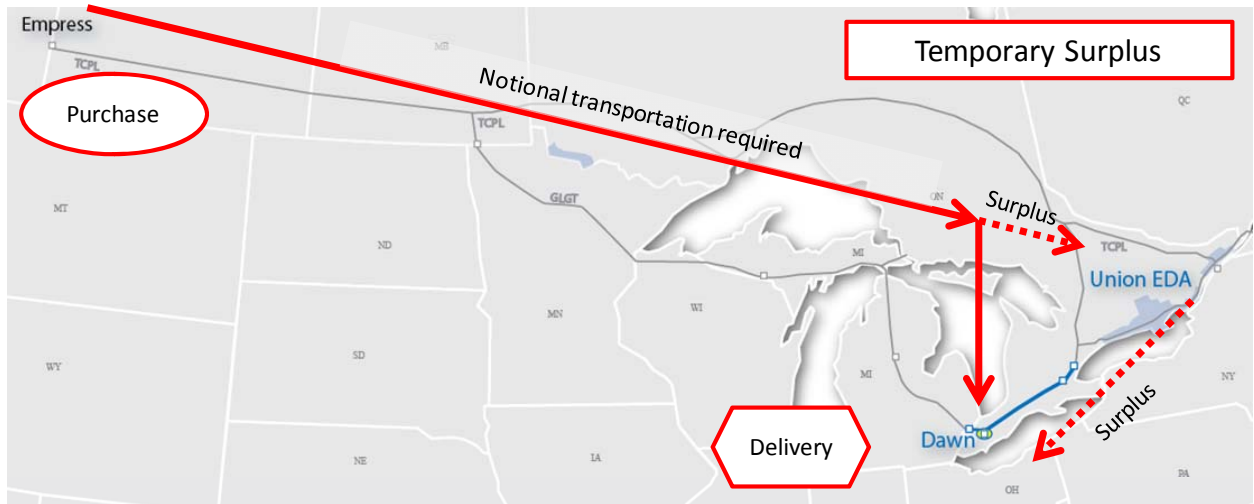 Empress
TCPL
Purchase
MB
Notional transportation required
Temporary Surplus
QC
TCPL
GLGT
ON
Surplus
TCPL
Union EDA
MT
ND
MN
WI
MI
MI
WY
SD
NE
IA
Delivery
Dawn
Surplus
NY
PA
OH